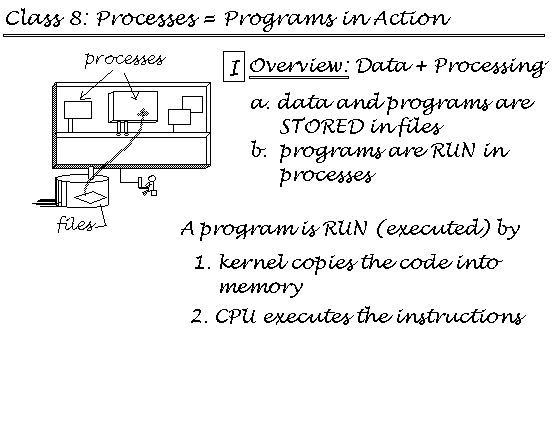 Class 8: Processes = Programs in Action
processes
I Overview: Data + Processing
a. data and programs are
STORED in files
b. programs are RUN in
processes
files
A program is RUN (executed) by
1. kernel copies the code into
memory
2. CPU executes the instructions